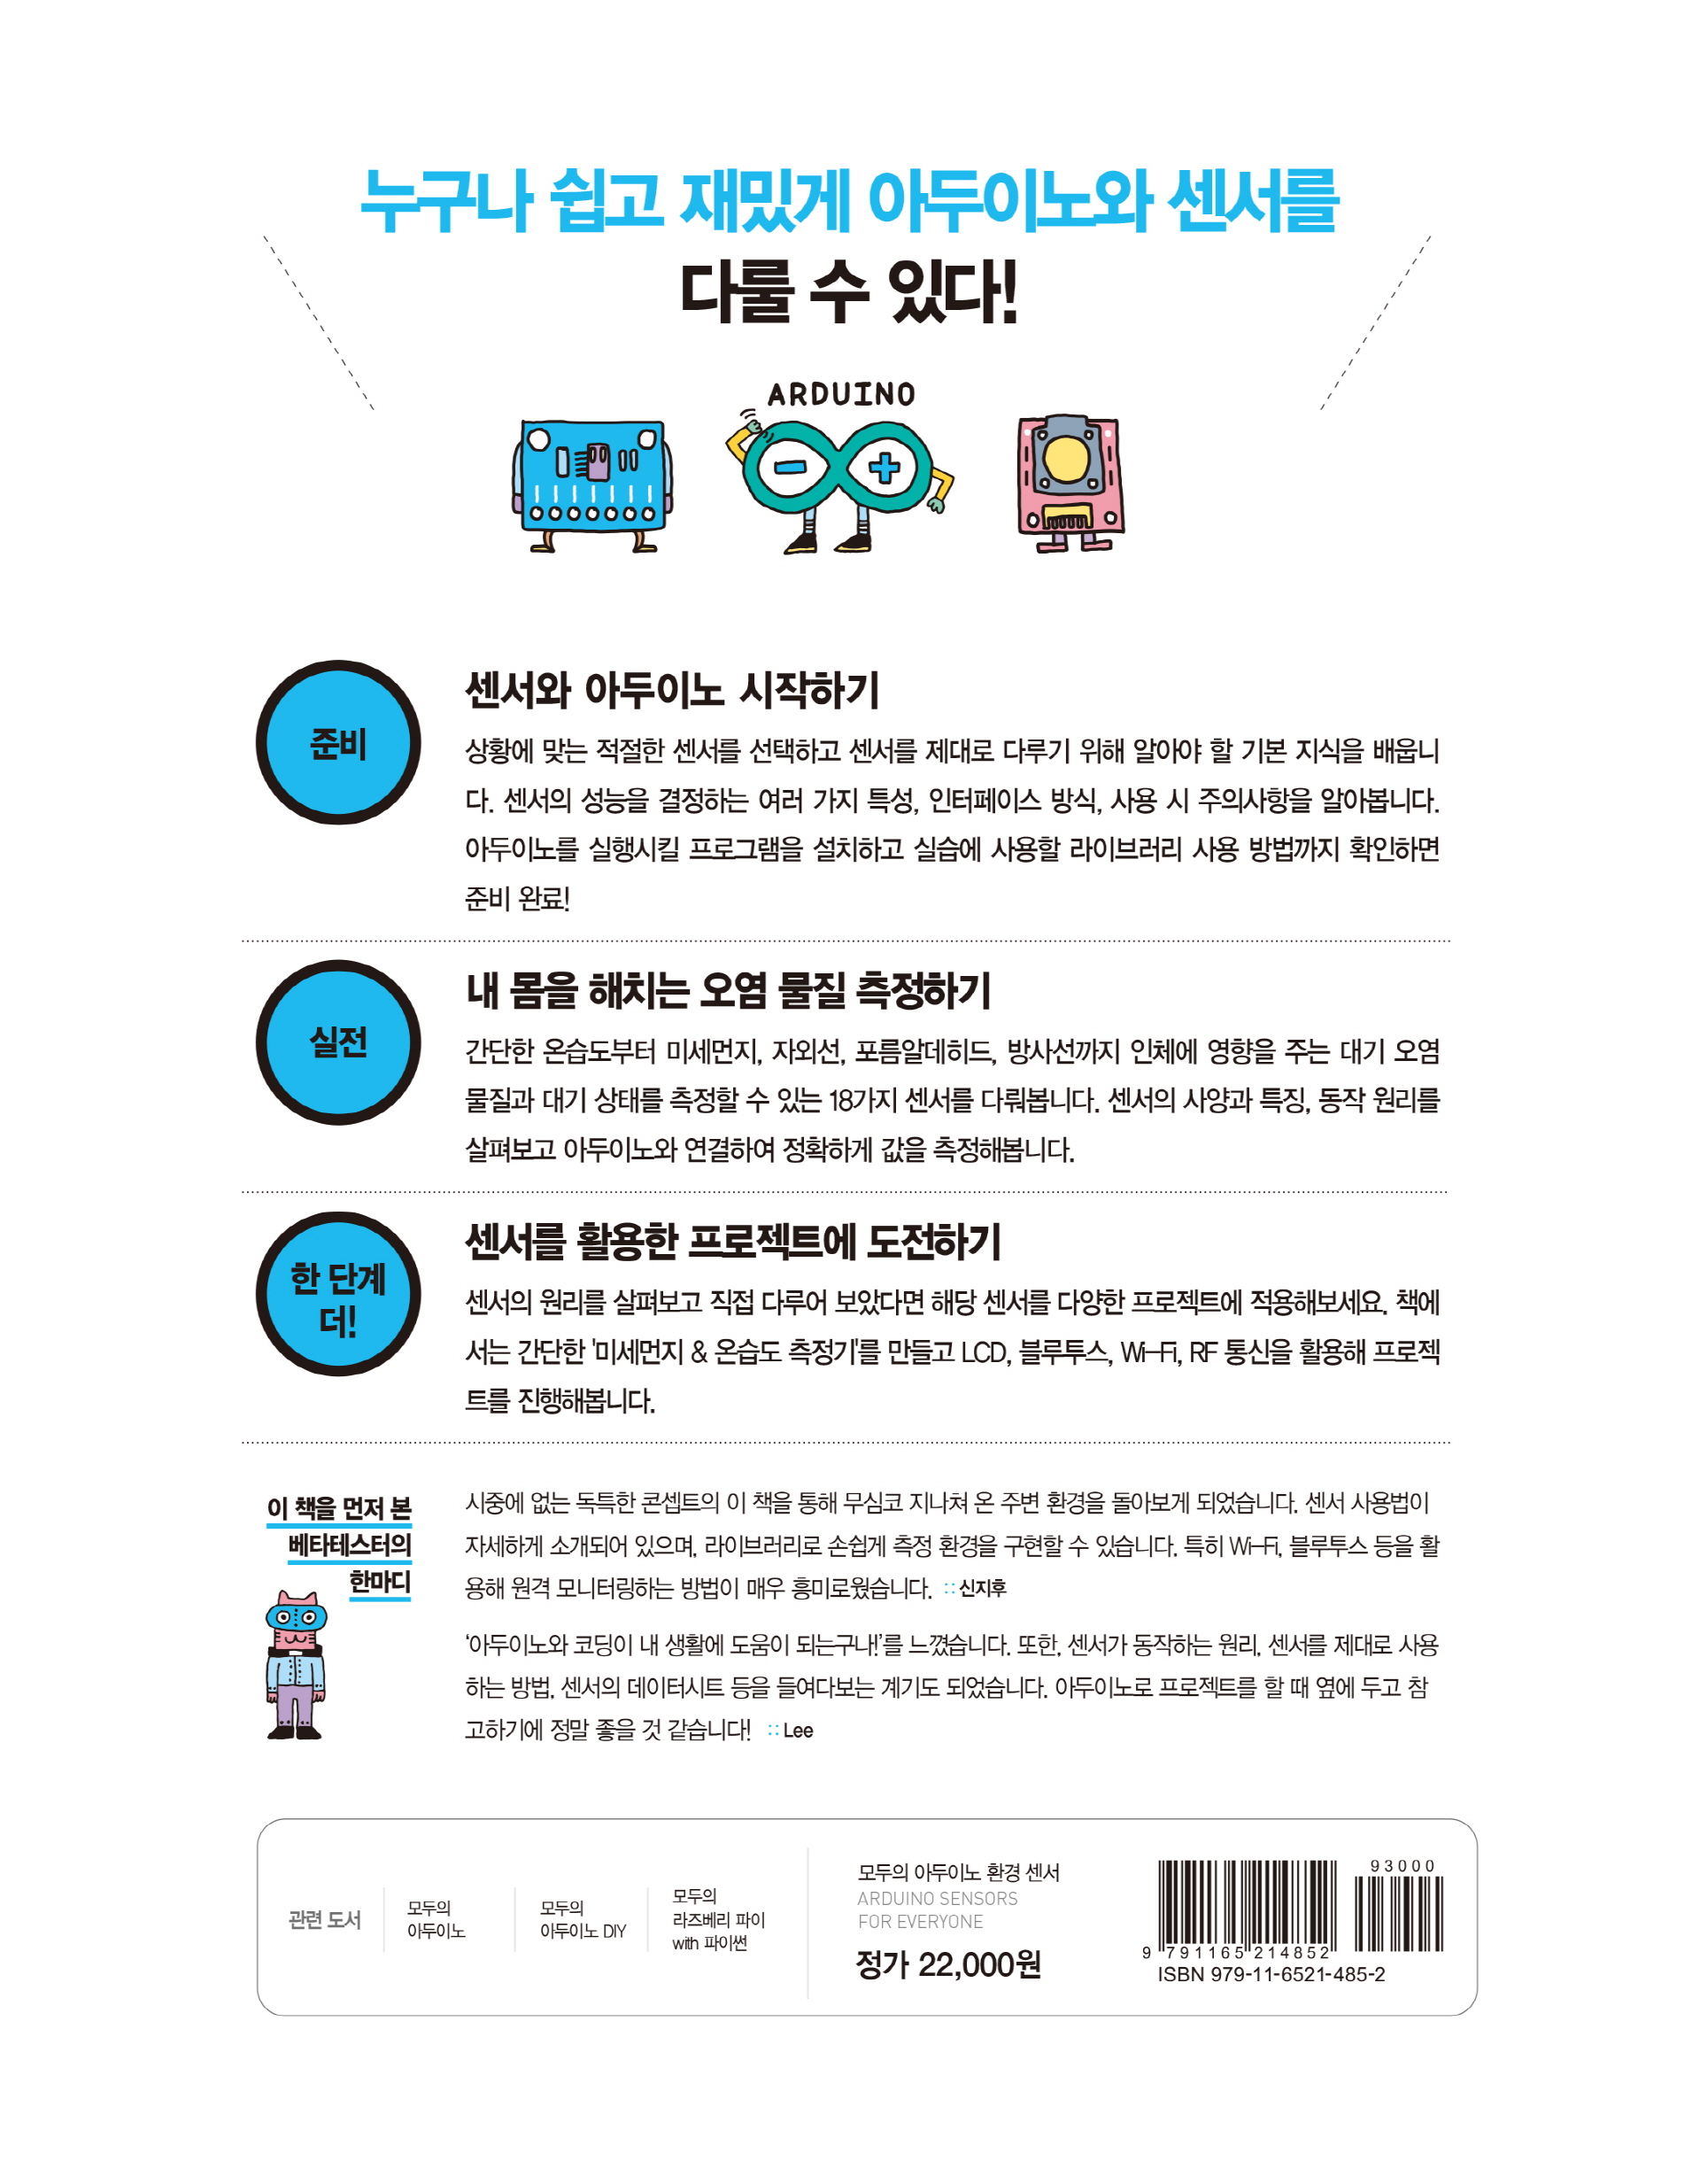 누구나 쉽고 재밌게 아두이노와 센서를
다룰 수 있다!
ARDUINO
준비
센서와 아두이노 시작하기
상황에 맞는 적절한 센서를 선택하고 센서를 제대로 다루기 위해 알아야 할 기본 지식을 배웁니
다. 센서의 성능을 결정하는 여러 가지 특성, 인터페이스 방식, 사용 시 주의사항을 알아봅니다.
아두이노를 실행시킬 프로그램을 설치하고 실습에 사용할 라이브러리 사용 방법까지 확인하면
준비 완료!
실전
내 몸을 해치는 오염 물질 측정하기
간단한 온습도부터 미세먼지, 자외선, 포름알데히드, 방사선까지 인체에 영향을 주는 대기 오염
물질과 대기 상태를 측정할 수 있는 18가지 센서를 다뤄봅니다. 센서의 사양과 특징, 동작 원리를
살펴보고 아두이노와 연결하여 정확하게 값을 측정해봅니다.
한 단계
더!
센서를 활용한 프로젝트에 도전하기
센서의 원리를 살펴보고 직접 다루어 보았다면 해당 센서를 다양한 프로젝트에 적용해보세요. 책에
서는 간단한 '미세먼지 & 온습도 측정기'를 만들고 LCD, 블루투스, Wi-Fi, RF 통신을 활용해 프로젝
트를 진행해봅니다.
이 책을 먼저 본
베타테스터의
한마디
시중에 없는 독특한 콘셉트의 이 책을 통해 무심코 지나쳐 온 주변 환경을 돌아보게 되었습니다. 센서 사용법이
자세하게 소개되어 있으며, 라이브러리로 손쉽게 측정 환경을 구현할 수 있습니다. 특히 Wi-Fi, 블루투스 등을 활
용해 원격 모니터링하는 방법이 매우 흥미로웠습니다. :: 신지후
‘아두이노와 코딩이 내 생활에 도움이 되는구나!’를 느꼈습니다. 또한, 센서가 동작하는 원리, 센서를 제대로 사용
하는 방법, 센서의 데이터시트 등을 들여다보는 계기도 되었습니다. 아두이노로 프로젝트를 할 때 옆에 두고 참
고하기에 정말 좋을 것 같습니다! :: Lee
관련 도서
모두의
아두이노
모두의
아두이노 DIY
모두의
라즈베리 파이
with 파이썬
모두의 아두이노 환경 센서
ARDUINO SENSORS
FOR EVERYONE
정가 22,000원
93000
9 791165 214852
ISBN 979-11-6521-485-2